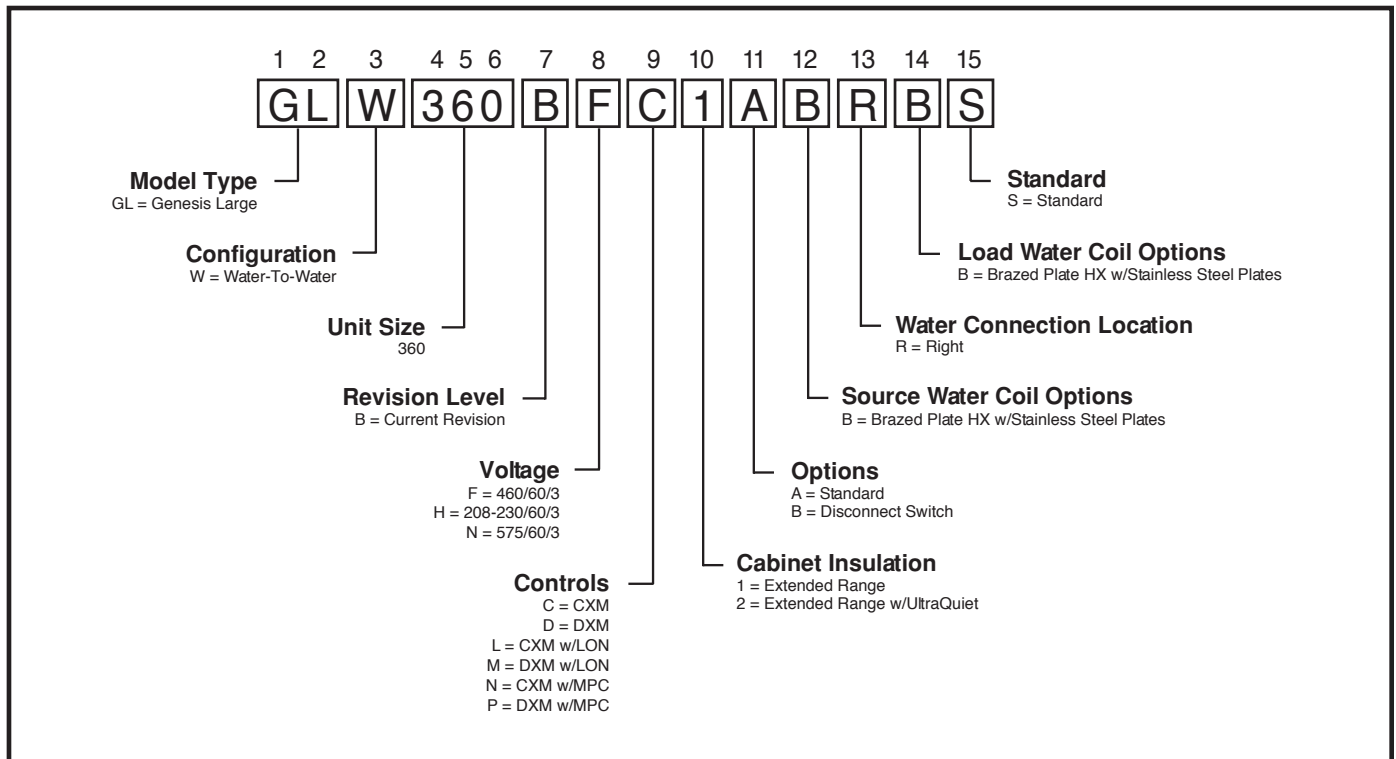 1 2 3 4 5 6 7 8 9 10 11 12 13 14 15
GL W 360 B F C 1 A B R B S
Model Type
GL = Genesis Large
Configuration
W = Water-To-Water
Unit Size
360
Revision Level
B = Current Revision
Voltage
F = 460/60/3
H = 208-230/60/3
N = 575/60/3
Controls
C = CXM
D = DXM
L = CXM w/LON
M = DXM w/LON
N = CXM w/MPC
P = DXM w/MPC
Standard
S = Standard
Load Water Coil Options
B = Brazed Plate HX w/Stainless Steel Plates
Water Connection Location
R = Right
Source Water Coil Options
B = Brazed Plate HX w/Stainless Steel Plates
Options
A = Standard
B = Disconnect Switch
Cabinet Insulation
1 = Extended Range
2 = Extended Range w/UltraQuiet